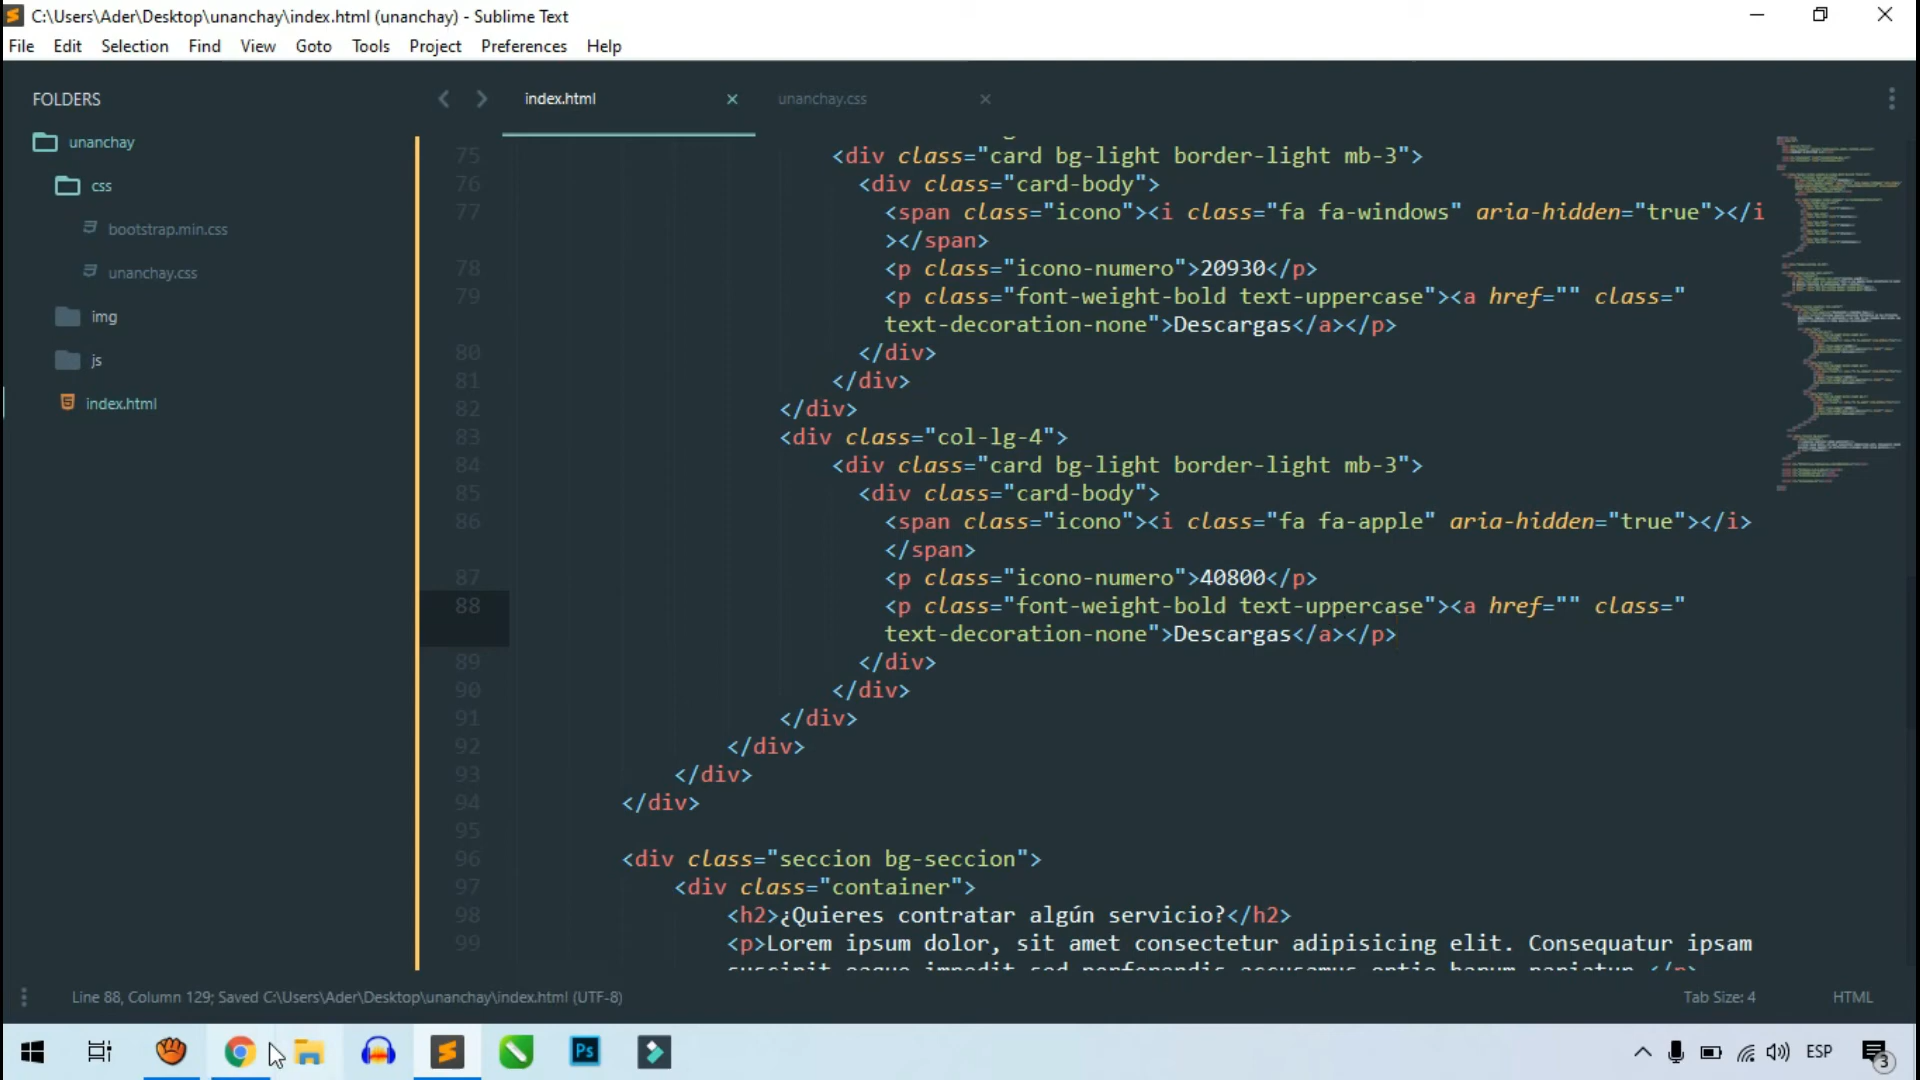 C:\Users\Ader\Desktop\unanchay\index.html (unanchay) - Sublime Text
File Edit Selection Find View Goto Tools Project Preferences Help
FOLDERS
unanchay
css
bootstrap.min.css
unanchay.css
img
js
index.html
index.html unanchay.css
75 <div class="card bg-light border-light mb-3">
76 <div class="card-body">
77 <span class="icono"><i class="fa fa-windows" aria-hidden="true"></i
></span>
78 <p class="icono-numero">20930</p>
79 <p class="font-weight-bold text-uppercase"><a href="" class="
text-decoration-none">Descargas</a></p>
80 </div>
81 </div>
82 </div>
83 <div class="col-lg-4">
84 <div class="card bg-light border-light mb-3">
85 <div class="card-body">
86 <span class="icono"><i class="fa fa-apple" aria-hidden="true"></i>
</span>
87 <p class="icono-numero">40800</p>
88 <p class="font-weight-bold text-uppercase"><a href="" class="
text-decoration-none">Descargas</a></p>
89 </div>
90 </div>
91 </div>
92 </div>
93 </div>
94 </div>
95
96 <div class="seccion bg-seccion">
97 <div class="container">
98 <h2>¿Quieres contratar algún servicio?</h2>
99 <p>Lorem ipsum dolor, sit amet consectetur adipisicing elit. Consequatur ipsam
Line 88, Column 129; Saved C:\Users\Ader\Desktop\unanchay\index.html (UTF-8)
Tab Size: 4 HTML
Ps
ESP
3